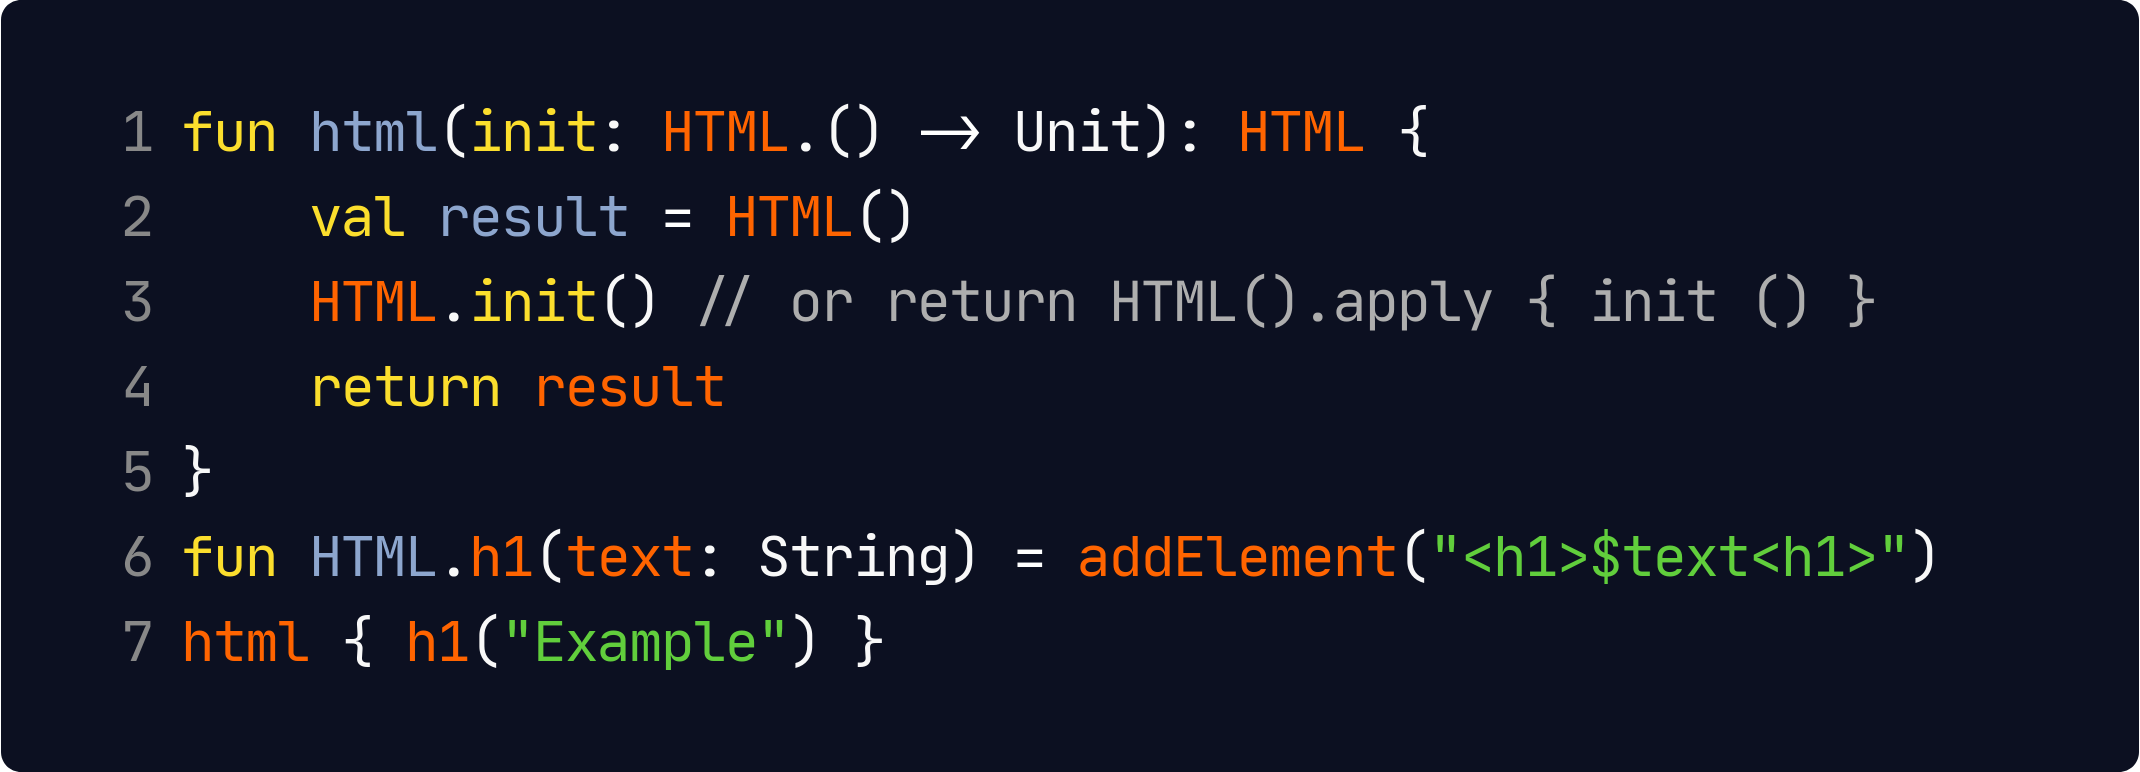 1 fun html(init: HTML.() -> Unit): HTML {
2     val result = HTML()
3     HTML.init() // or return HTML().apply { init () }
4     return result
5 }
6 fun HTML.h1(text: String) = addElement("<h1>$text<h1>")
7 html { h1("Example") }